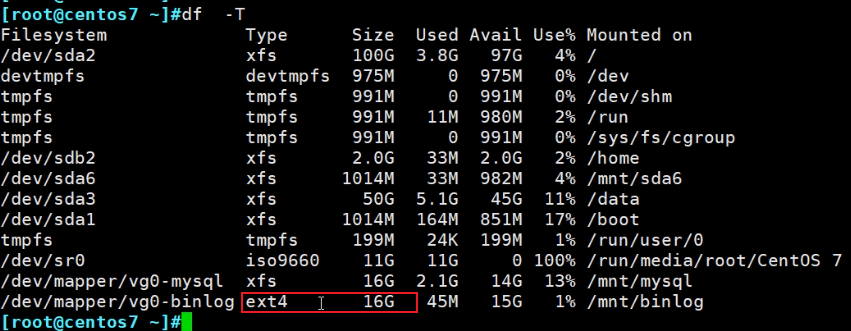 [root@centos7 ~]#df  -T
Filesystem              Type      Size  Used Avail Use% Mounted on
/dev/sda2               xfs       100G  3.8G   97G   4% /
devtmpfs                devtmpfs  975M     0  975M   0% /dev
tmpfs                   tmpfs     991M     0  991M   0% /dev/shm
tmpfs                   tmpfs     991M   11M  980M   2% /run
tmpfs                   tmpfs     991M     0  991M   0% /sys/fs/cgroup
/dev/sdb2               xfs       2.0G   33M  2.0G   2% /home
/dev/sda6               xfs      1014M   33M  982M   4% /mnt/sda6
/dev/sda3               xfs        50G  5.1G   45G  11% /data
/dev/sda1               xfs      1014M  164M  851M  17% /boot
tmpfs                   tmpfs     199M   24K  199M   1% /run/user/0
/dev/sr0                iso9660    11G   11G     0 100% /run/media/root/CentOS 7
/dev/mapper/vg0-mysql   xfs        16G  2.1G   14G  13% /mnt/mysql
/dev/mapper/vg0-binlog  ext4       16G   45M   15G   1% /mnt/binlog
[root@centos7 ~]#